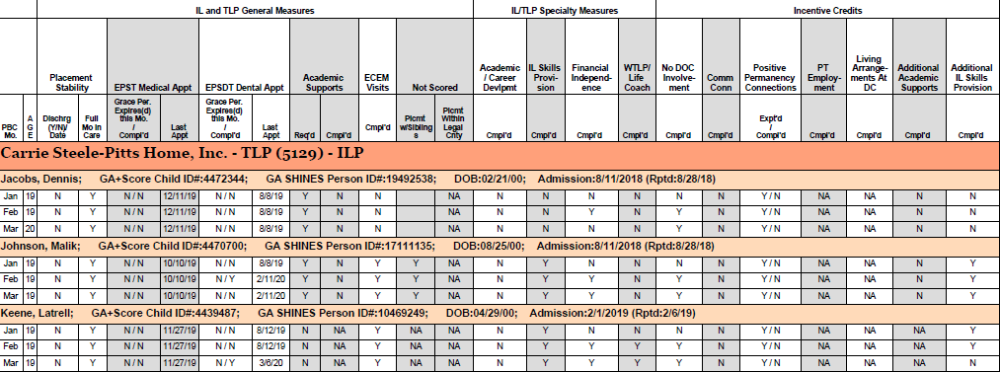 IL and TLP General Measures IL/TLP Specialty Measures Incentive Credits
Placement Stability EPST Medical Appt EPSDT Dental Appt Academic Supports ECEM Visits Not Scored Academic / Career Devlpmt IL Skills Provi-sion Financial Independ-ence WTLP/ Life Coach No DOC Involve-ment Comm Conn Positive Permanency Connections PT Employ-ment Living Arrange-ments At DC Additional Academic Supports Additional IL Skills Provision
PBC Mo. AGE Dischrg (Y/N)/ Date Full Mo in Care Grace Per. Expires(d) this Mo. / Compl'd Last Appt Grace Per. Expires(d) this Mo. / Compl'd Last Appt Req'd Cmpl'd Cmpl'd Plcmt w/Siblings Plcmt Within Legal Cnty Cmpl'd Cmpl'd Cmpl'd Cmpl'd Cmpl'd Cmpl'd Expt'd / Cmpl'd Cmpl'd Cmpl'd Cmpl'd Cmpl'd
Carrie Steele-Pitts Home, Inc. - TLP (5129) - ILP
Jacobs, Dennis; GA+Score Child ID#:4472344; GA SHINES Person ID#:19492538; DOB:02/21/00; Admission:8/11/2018 (Rptd:8/28/18)
Jan 19 N Y N / N 12/11/19 N / N 8/8/19 Y N N NA N N N N N N Y / N NA NA N N
Feb 19 N Y N / N 12/11/19 N / N 8/8/19 Y N N NA N N Y N Y N Y / N NA NA N N
Mar 20 N Y N / N 12/11/19 N / N 8/8/19 Y N N NA N N N N Y N Y / N NA NA N N
Johnson, Malik; GA+Score Child ID#:4470700; GA SHINES Person ID#:17111135; DOB:08/25/00; Admission:8/11/2018 (Rptd:8/28/18)
Jan 19 N Y N / N 10/10/19 N / N 8/8/19 Y N Y Y NA N Y N N N N Y / N NA NA N Y
Feb 19 N Y N / N 10/10/19 N / Y 2/11/20 Y N Y Y NA N Y Y N Y N Y / N NA NA N Y
Mar 19 N Y N / N 10/10/19 N / N 2/11/20 Y N Y Y NA N Y Y N Y N Y / N NA NA N Y
Keene, Latrell; GA+Score Child ID#:4439487; GA SHINES Person ID#:10469249; DOB:04/29/00; Admission:2/1/2019 (Rptd:2/6/19)
Jan 19 N Y N / N 11/27/19 N / N 8/12/19 N NA Y NA NA N Y N N N N Y / N NA NA NA Y
Feb 19 N Y N / N 11/27/19 N / N 8/12/19 N NA Y NA NA N Y Y Y Y N Y / N NA NA NA Y
Mar 19 N Y N / N 11/27/19 N / Y 3/6/20 N NA Y NA NA N Y Y Y Y N Y / N NA NA NA N